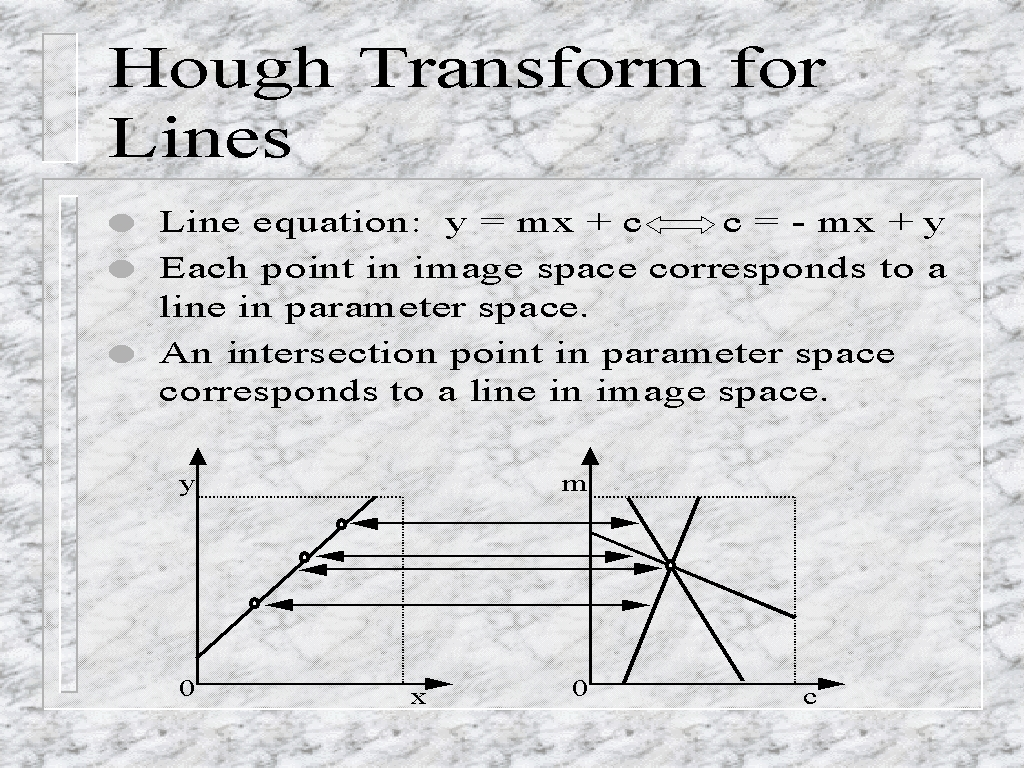 Hough Transform for
Lines
Line equation: y = mx + c ⇔ c = - mx + y
Each point in image space corresponds to a
line in parameter space.
An intersection point in parameter space
corresponds to a line in image space.
y
m
0
x
0
c